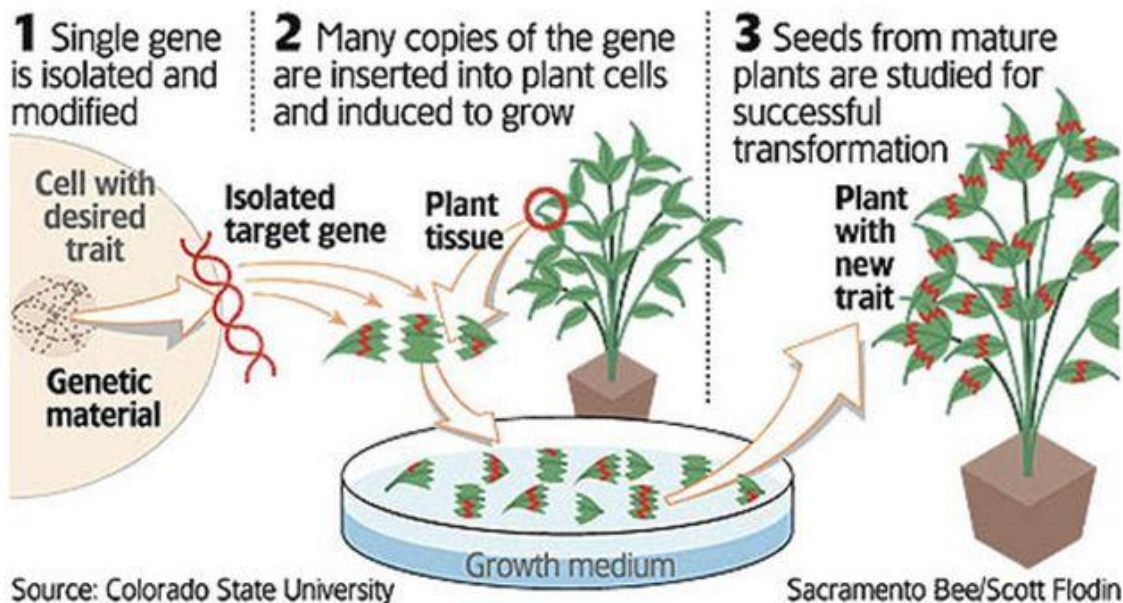 1 Single gene
is isolated and
modified
2 Many copies of the gene
are inserted into plant cells
and induced to grow
3 Seeds from mature
plants are studied for
successful
transformation
Cell with
desired
trait
Genetic
material
Isolated
target gene
Plant
tissue
Plant
with
new
trait
Growth medium
Source: Colorado State University
Sacramento Bee/Scott Flodin